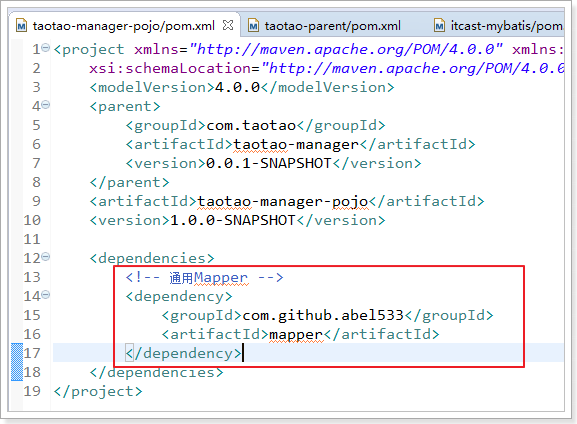 taotao-manager-pojo/pom.xml taotao-parent/pom.xml itcast-mybatis/pom
1 <project xmlns="http://maven.apache.org/POM/4.0.0" xmlns:
2 xsi:schemaLocation="http://maven.apache.org/POM/4.0.0
3 <modelVersion>4.0.0</modelVersion>
4 <parent>
5 <groupId>com.taotao</groupId>
6 <artifactId>taotao-manager</artifactId>
7 <version>0.0.1-SNAPSHOT</version>
8 </parent>
9 <artifactId>taotao-manager-pojo</artifactId>
10 <version>1.0.0-SNAPSHOT</version>
11
12 <dependencies>
13 <!-- 通用Mapper -->
14 <dependency>
15 <groupId>com.github.abel533</groupId>
16 <artifactId>mapper</artifactId>
17 </dependency>
18 </dependencies>
19 </project>